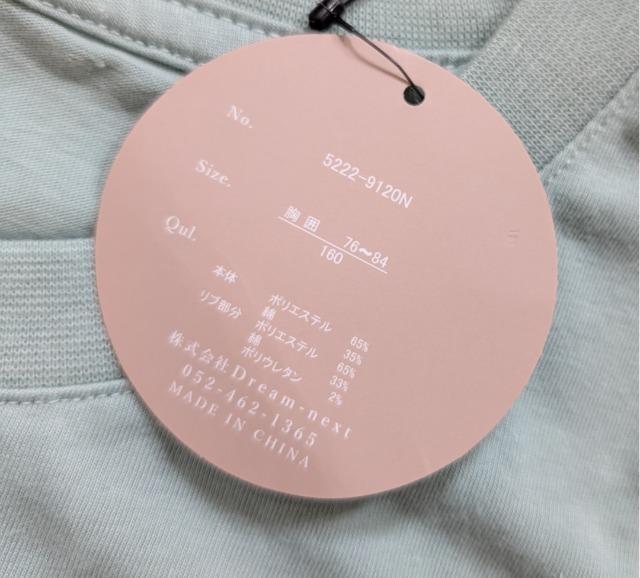 No. 5222-9120N
Size. 胸囲 76~84
160
Qul.
本体 ポリエステル 65%
綿 35%
リブ部分 ポリエステル 65%
綿 33%
ポリウレタン 2%
株式会社Dream-next
052-462-1365
MADE IN CHINA